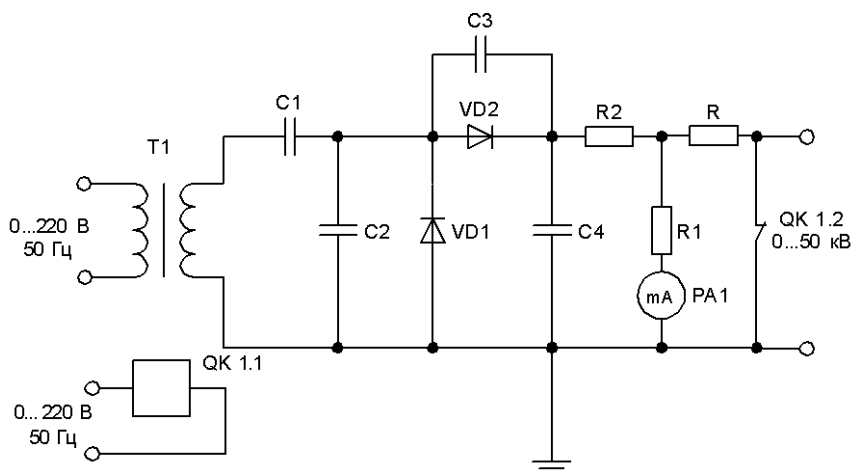 C3
C1
VD2
R2
R
T1
0...220 В
50 Гц
C2
VD1
C4
R1
QK 1.2
0...50 кВ
mA
PA1
QK 1.1
0...220 В
50 Гц